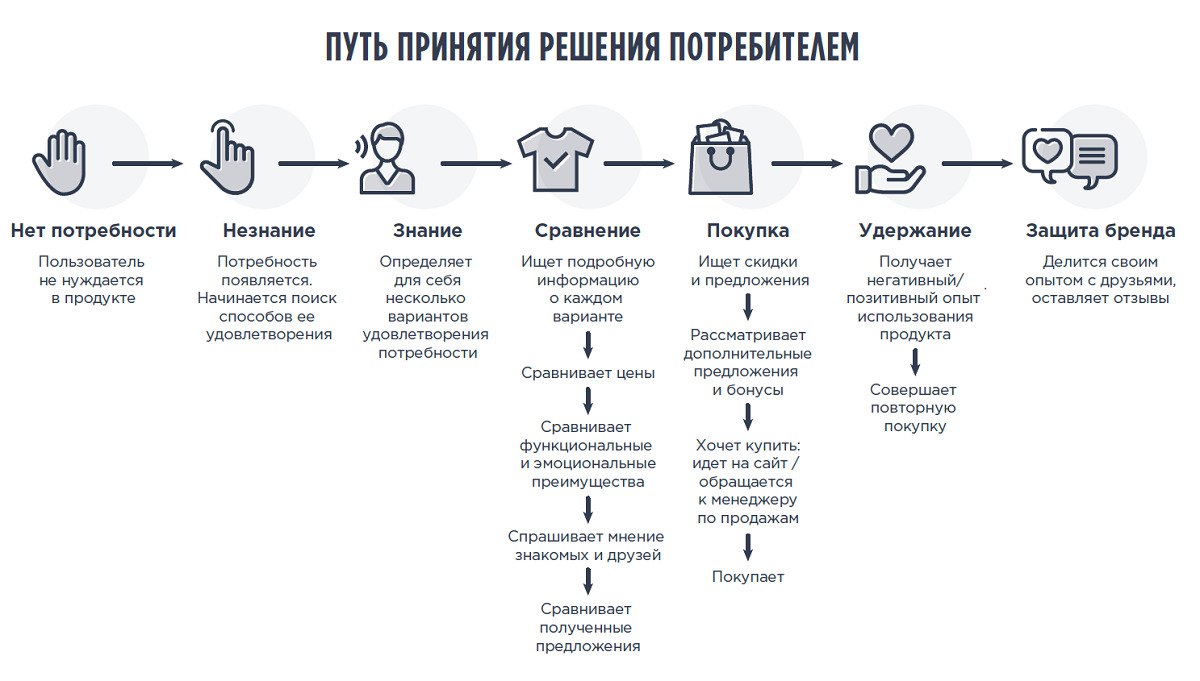 ПУТЬ ПРИНЯТИЯ РЕШЕНИЯ ПОТРЕБИТЕЛЕМ
Нет потребности
Пользователь
не нуждается
в продукте
Незнание
Потребность
появляется.
Начинается поиск
способов ее
удовлетворения
Знание
Определяет
для себя
несколько
вариантов
удовлетворения
потребности
Сравнение
Ищет подробную
информацию
о каждом
варианте
Сравнивает цены
Сравнивает
функциональные
и эмоциональные
преимущества
Спрашивает мнение
знакомых и друзей
Сравнивает
полученные
предложения
Покупка
Ищет скидки
и предложения
Рассматривает
дополнительные
предложения
и бонусы
Хочет купить:
идет на сайт /
обращается
к менеджеру
по продажам
Покупает
Удержание
Получает
негативный/
позитивный опыт
использования
продукта
Совершает
повторную
покупку
Защита бренда
Делится своим
опытом с друзьями,
оставляет отзывы